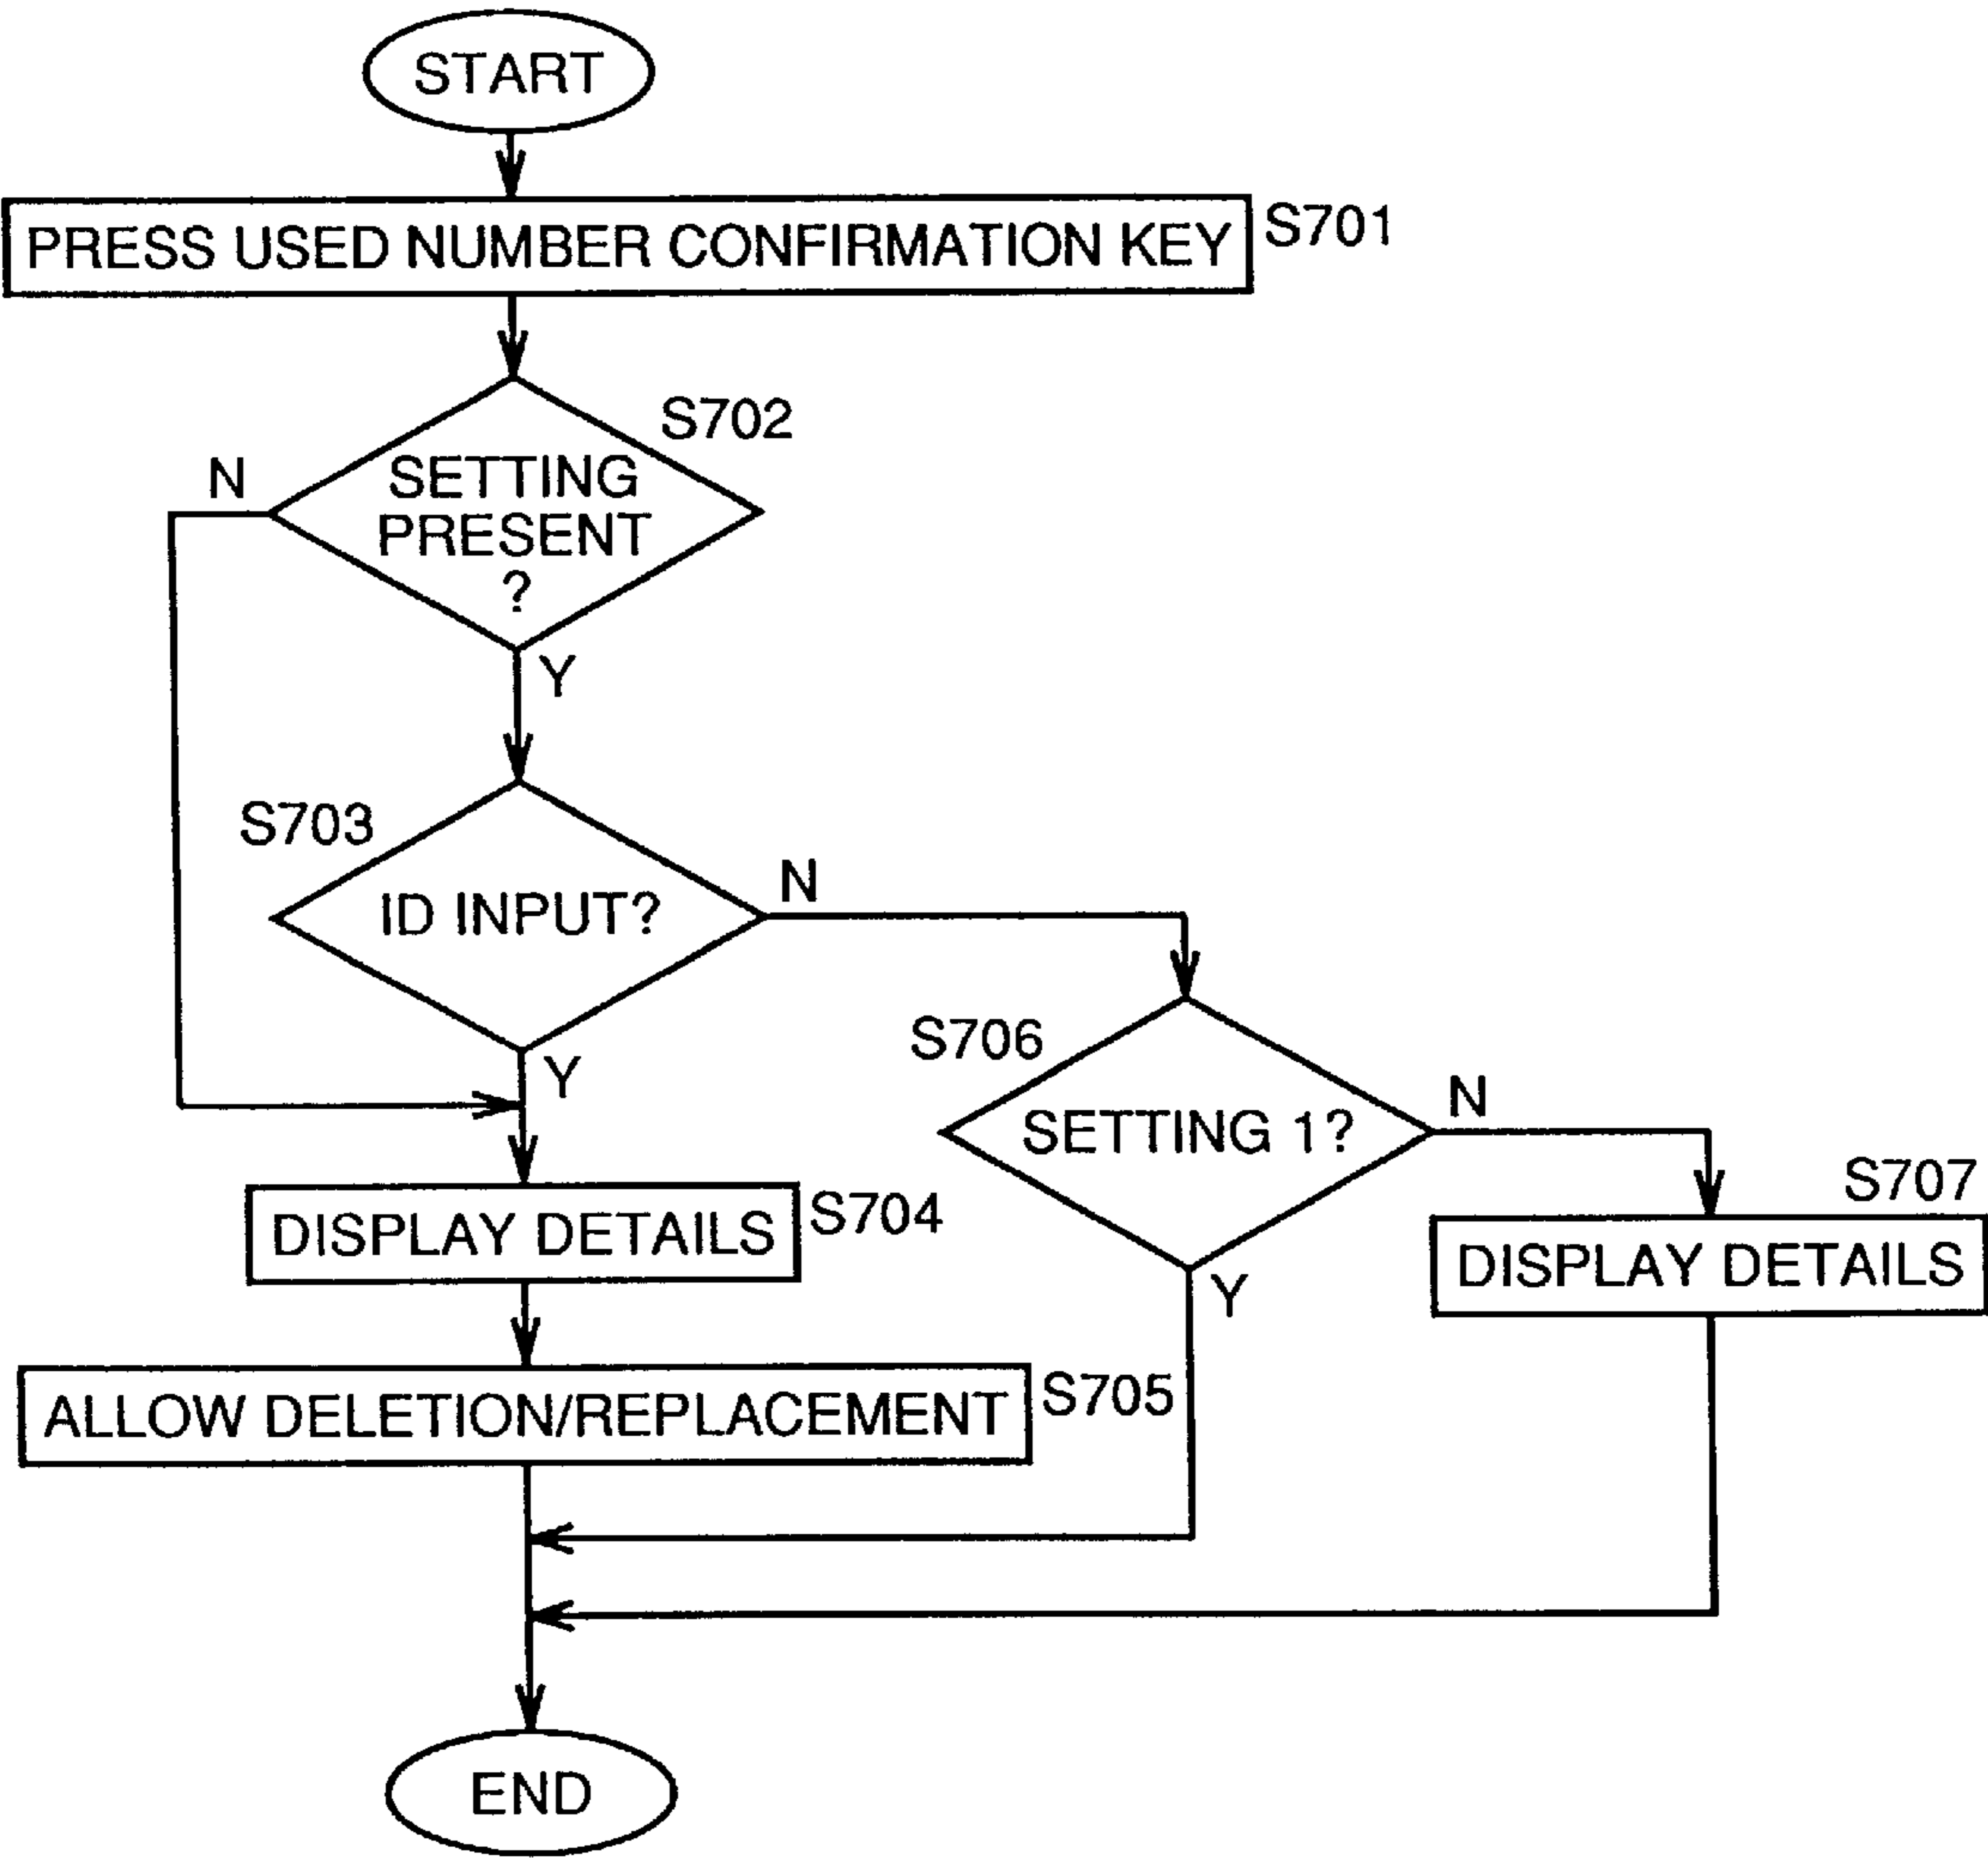 START
PRESS USED NUMBER CONFIRMATION KEY
S701
S702
N
SETTING
PRESENT
?
Y
S703
ID INPUT?
N
Y
S706
SETTING 1?
N
Y
S704
DISPLAY DETAILS
S707
DISPLAY DETAILS
S705
ALLOW DELETION/REPLACEMENT
END